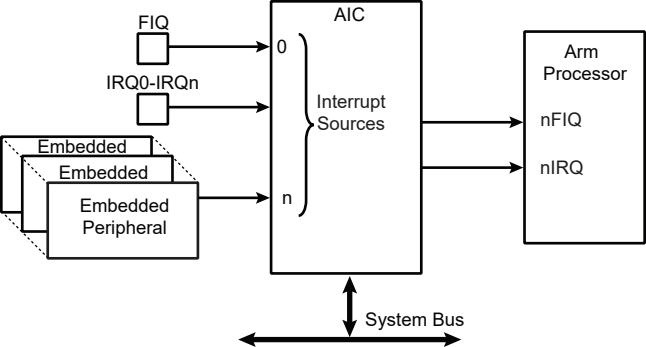 FIQ
AIC
0
Arm
Processor
IRQ0-IRQn
Interrupt
Sources
nFIQ
nIRQ
Embedded
Embedded
Embedded
Peripheral
n
System Bus